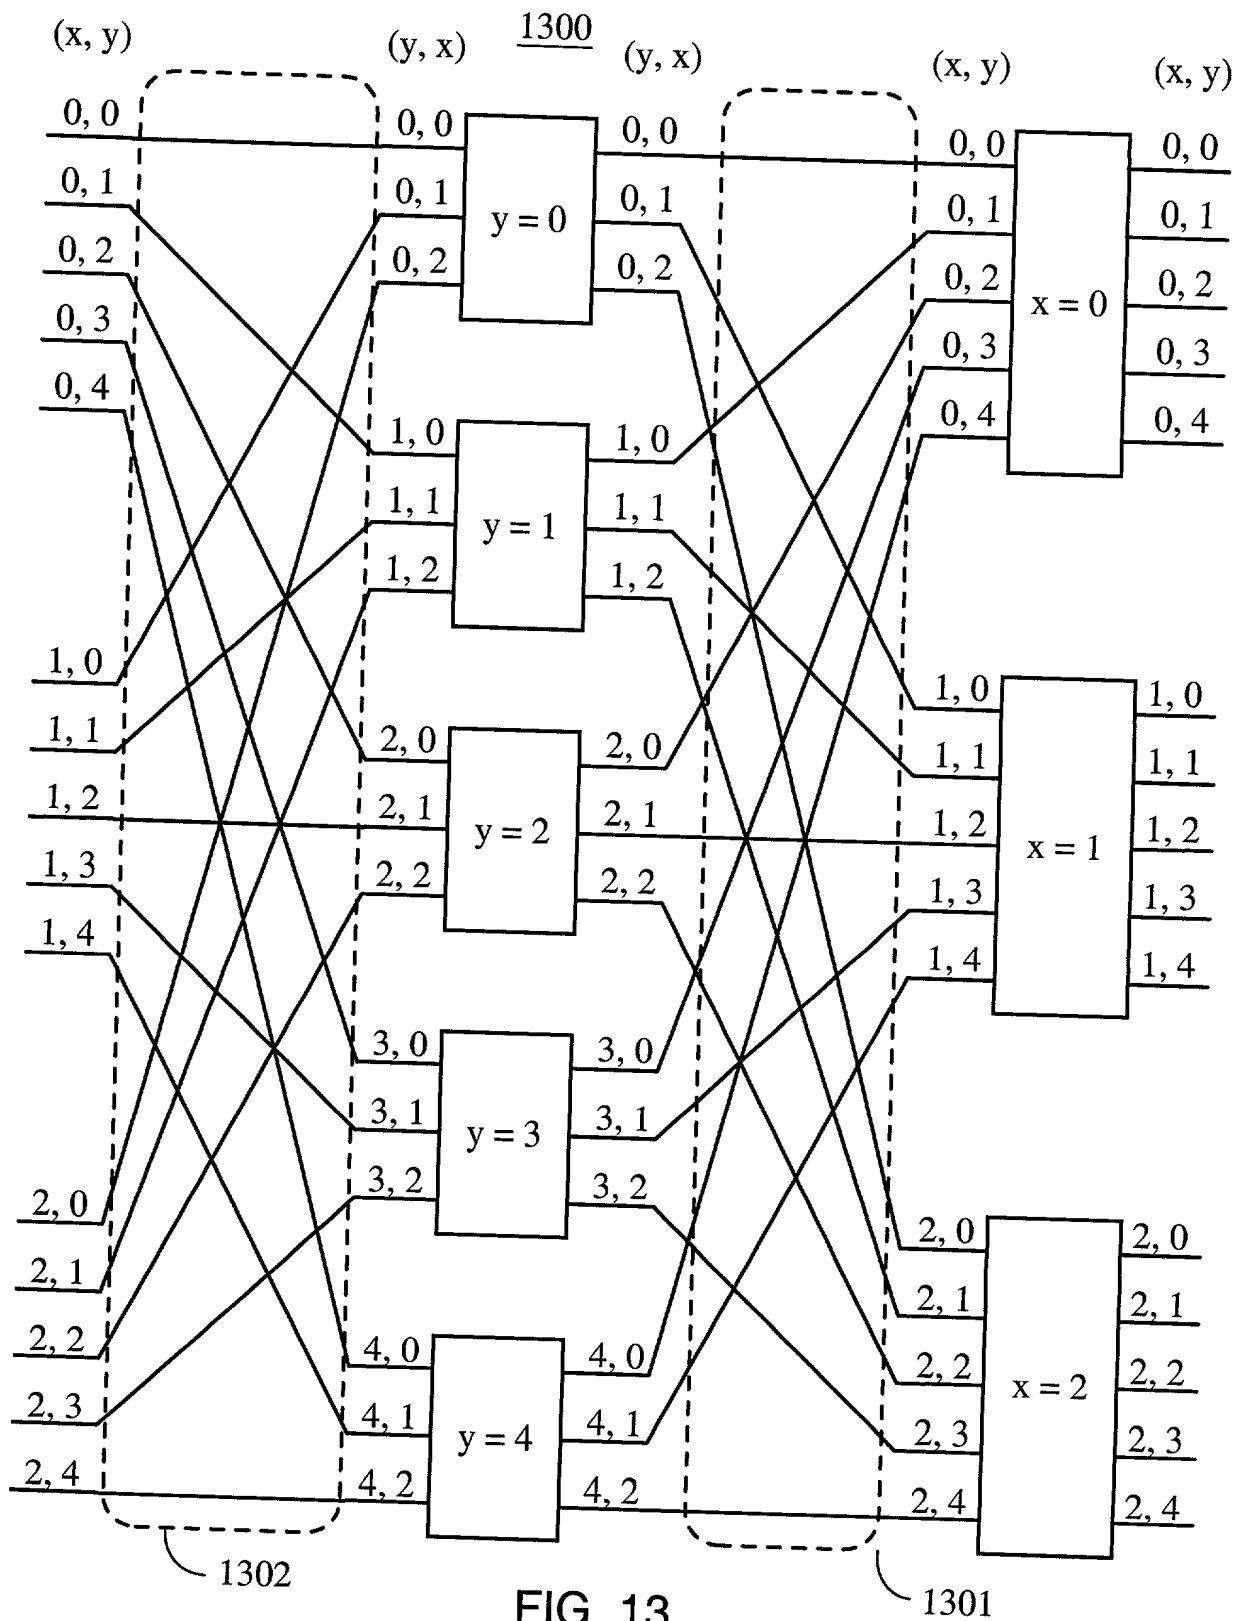 1300
(x, y) (y, x) (y, x) (x, y) (x, y)
0, 0 0, 0 0, 0 0, 0 0, 0
0, 1 0, 1 y = 0 0, 1 0, 1 0, 1
0, 2 0, 2 0, 2 0, 2 x = 0 0, 2
0, 3 0, 3 0, 3
0, 4 1, 0 1, 0 0, 4 0, 4
1, 1 y = 1 1, 1
1, 2 1, 2
1, 0 1, 0 1, 0
1, 1 2, 0 2, 0 1, 1 1, 1
1, 2 2, 1 y = 2 2, 1 1, 2 x = 1 1, 2
1, 3 2, 2 2, 2 1, 3 1, 3
1, 4 1, 4 1, 4
3, 0 3, 0
3, 1 y = 3 3, 1
2, 0 3, 2 3, 2 2, 0 2, 0
2, 1 2, 1 2, 1
2, 2 4, 0 4, 0 2, 2 x = 2 2, 2
2, 3 4, 1 y = 4 4, 1 2, 3 2, 3
2, 4 4, 2 4, 2 2, 4 2, 4
1302 1301
FIG. 13